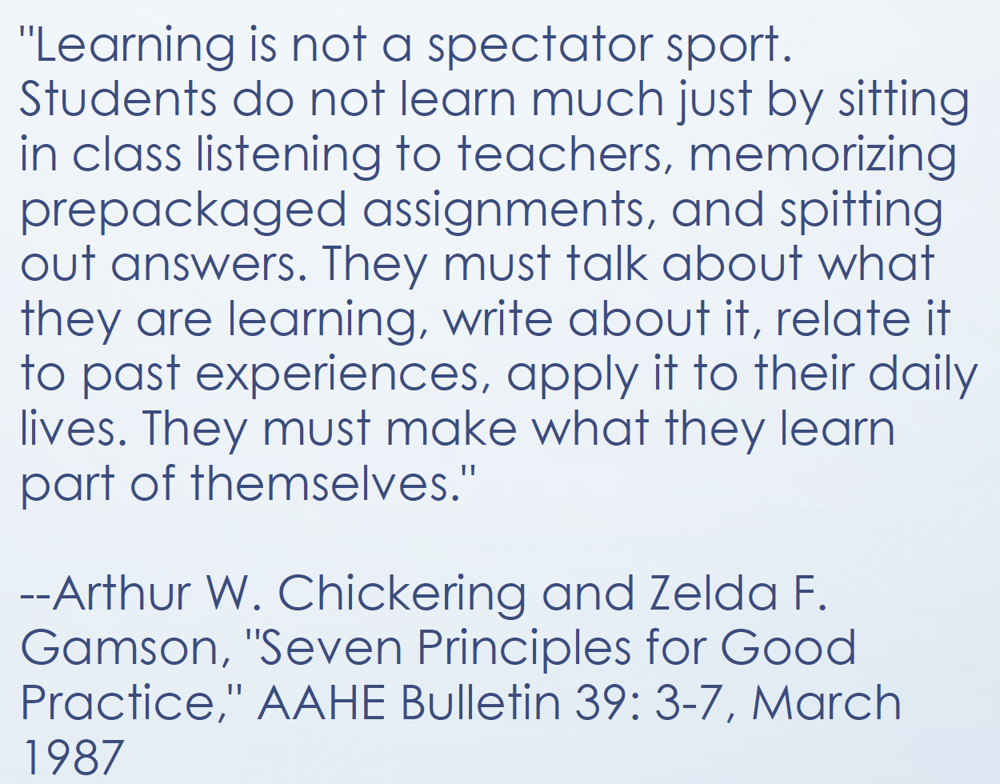 "Learning is not a spectator sport.
Students do not learn much just by sitting
in class listening to teachers, memorizing
prepackaged assignments, and spitting
out answers. They must talk about what
they are learning, write about it, relate it
to past experiences, apply it to their daily
lives. They must make what they learn
part of themselves."
--Arthur W. Chickering and Zelda F.
Gamson, "Seven Principles for Good
Practice," AAHE Bulletin 39: 3-7, March
1987